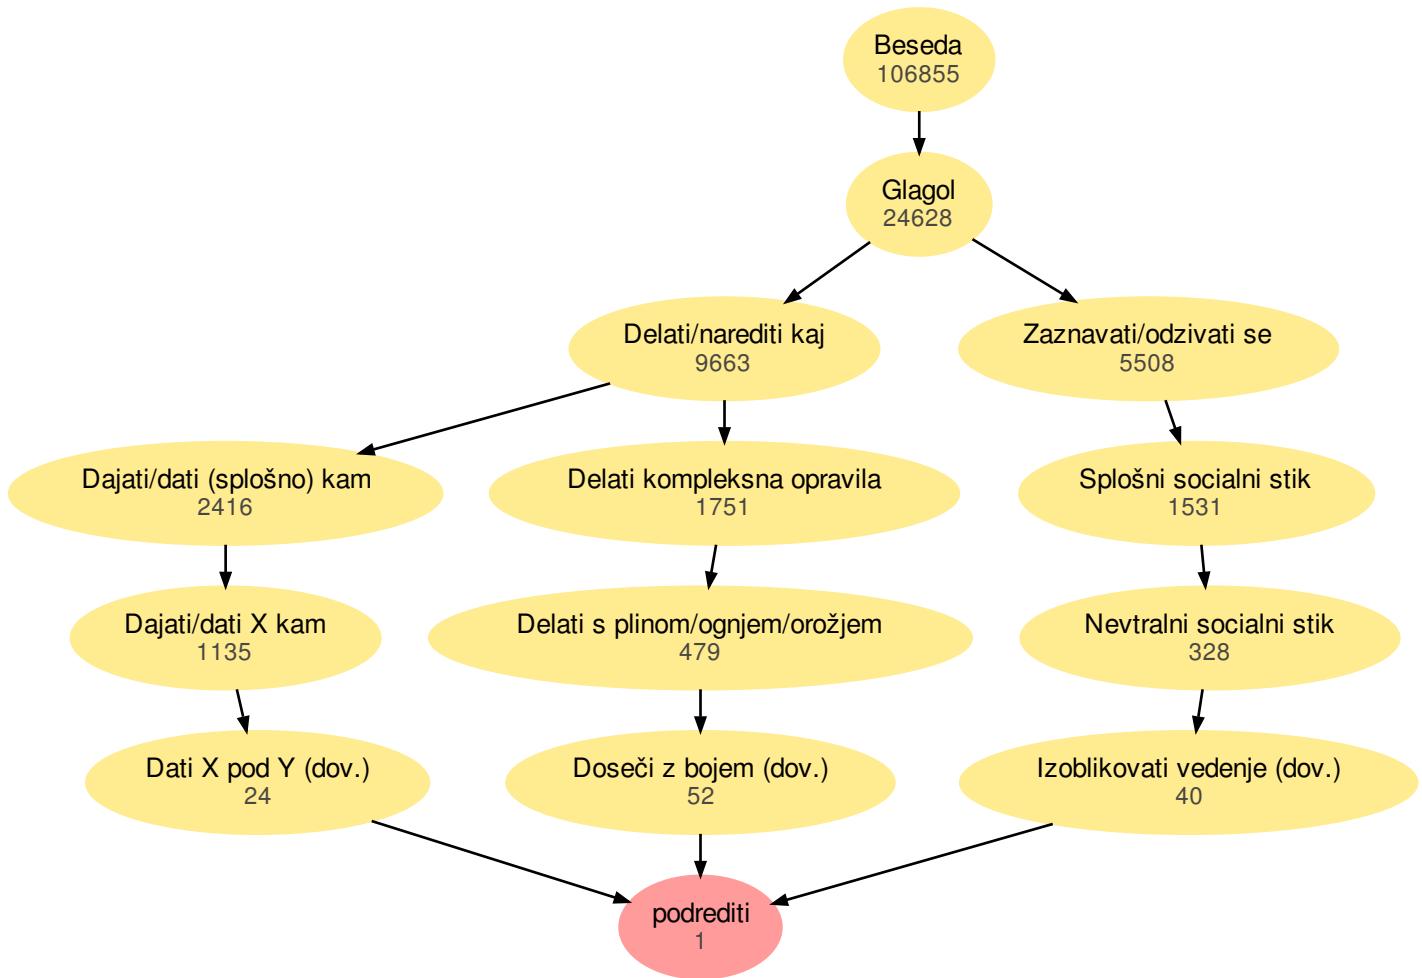 Beseda
106855
Glagol
24628
Delati/narediti kaj
9663
Zaznavati/odzivati se
5508
Dajati/dati (splošno) kam
2416
Delati kompleksna opravila
1751
Splošni socialni stik
1531
Dajati/dati X kam
1135
Delati s plinom/ognjem/orožjem
479
Nevtralni socialni stik
328
Dati X pod Y (dov.)
24
Doseči z bojem (dov.)
52
Izoblikovati vedenje (dov.)
40
podrediti
1